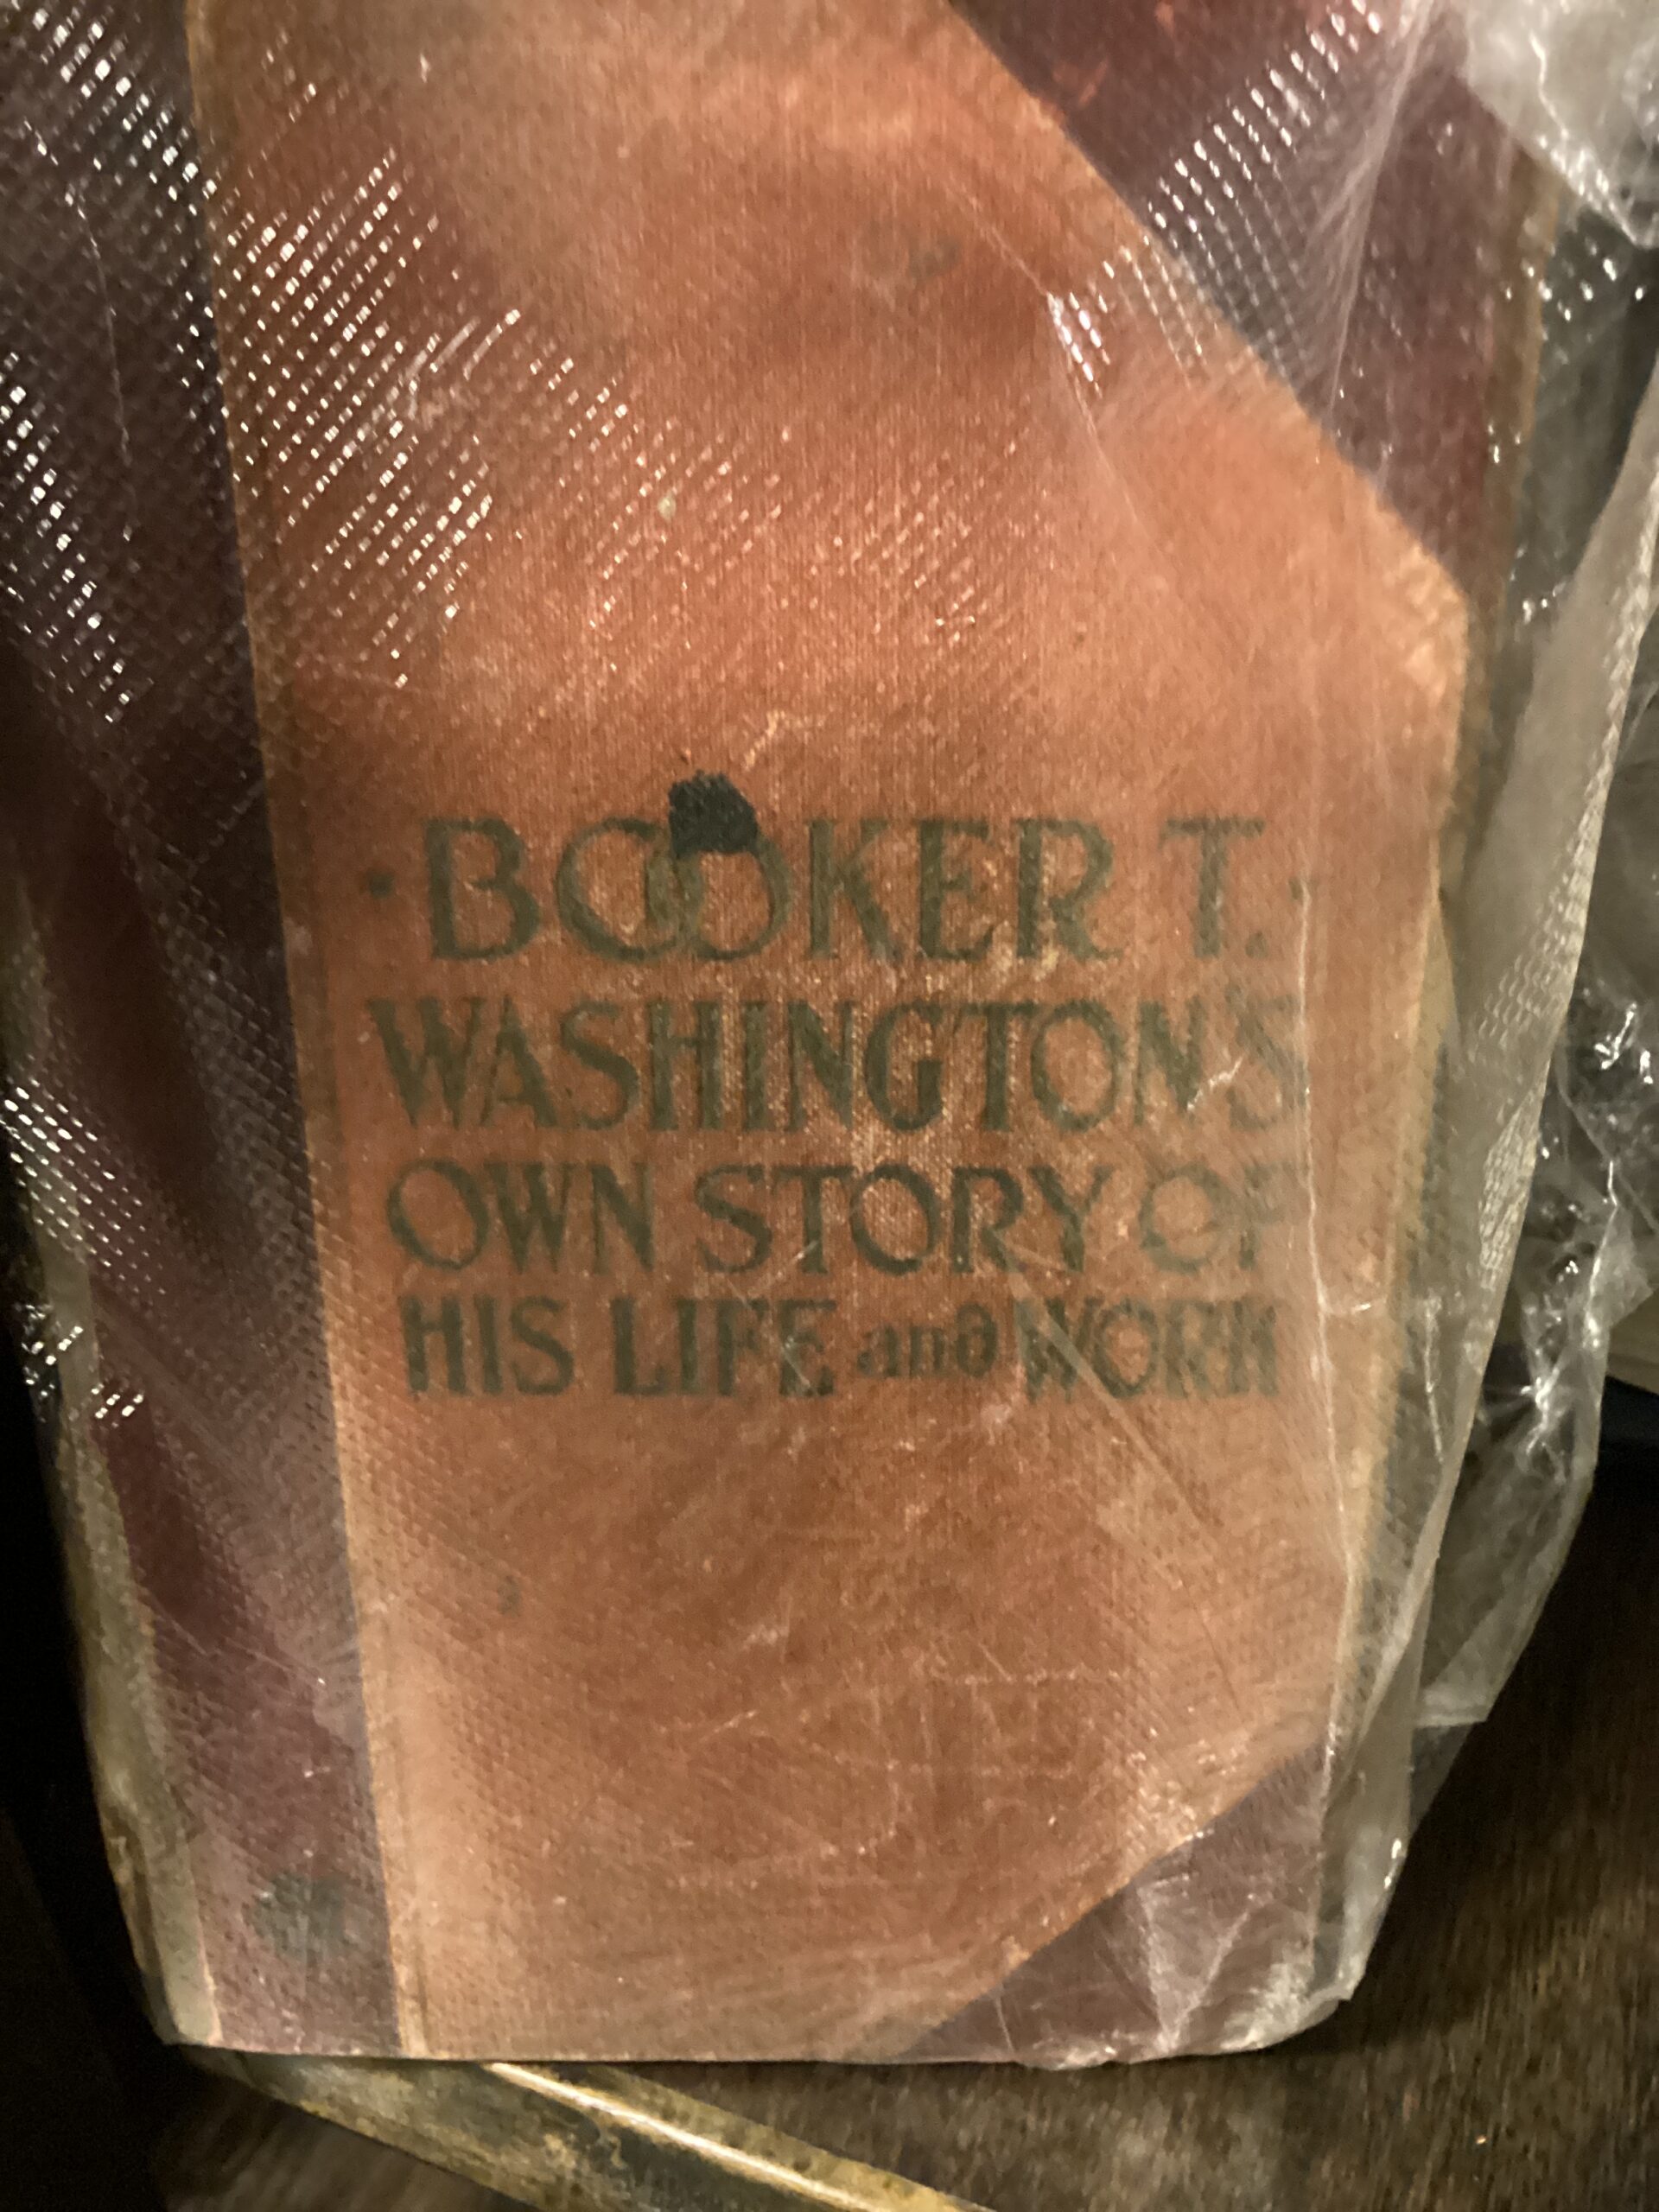 · BOOKER T. ·
WASHINGTON'S
OWN STORY OF
HIS LIFE and WORK